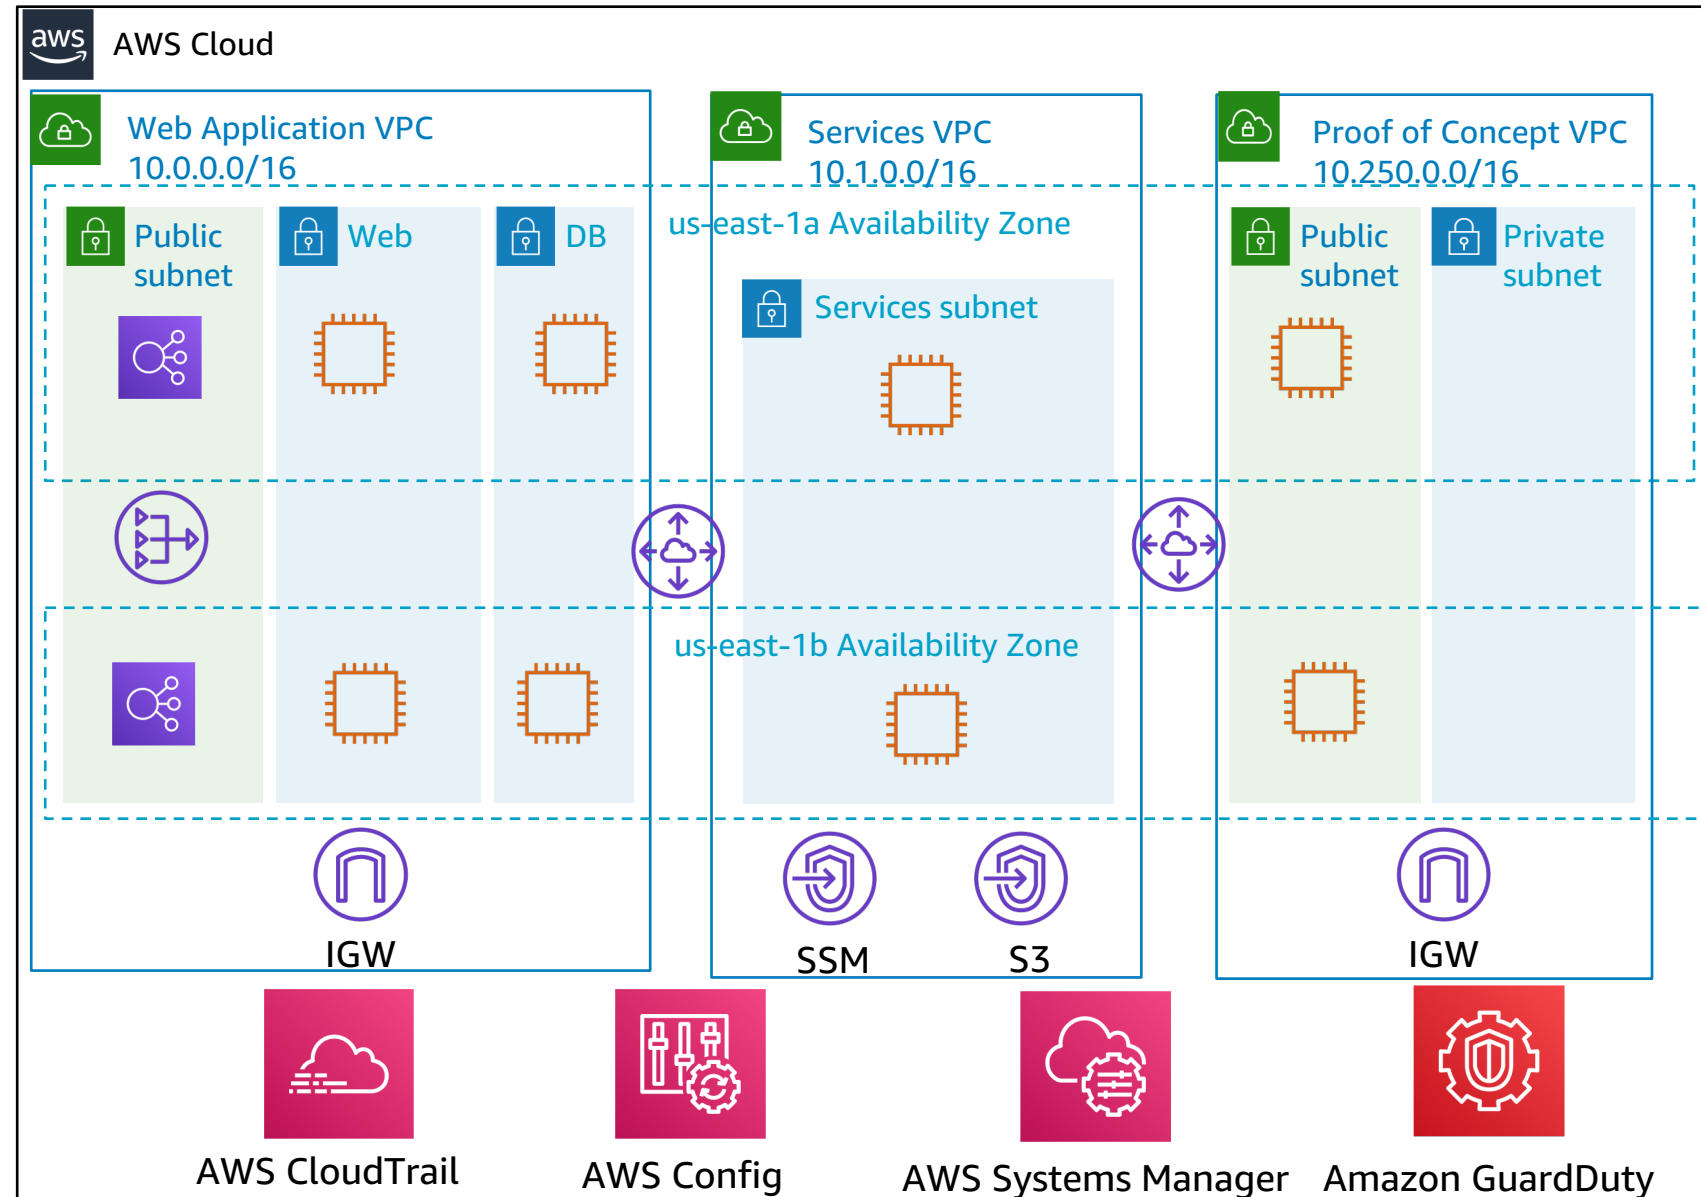 aws
AWS Cloud
Web Application VPC
10.0.0.0/16
Services VPC
10.1.0.0/16
Proof of Concept VPC
10.250.0.0/16
us-east-1a Availability Zone
Public
subnet
Web
DB
Services subnet
Public
subnet
Private
subnet
us-east-1b Availability Zone
IGW
SSM
S3
IGW
AWS CloudTrail
AWS Config
AWS Systems Manager
Amazon GuardDuty